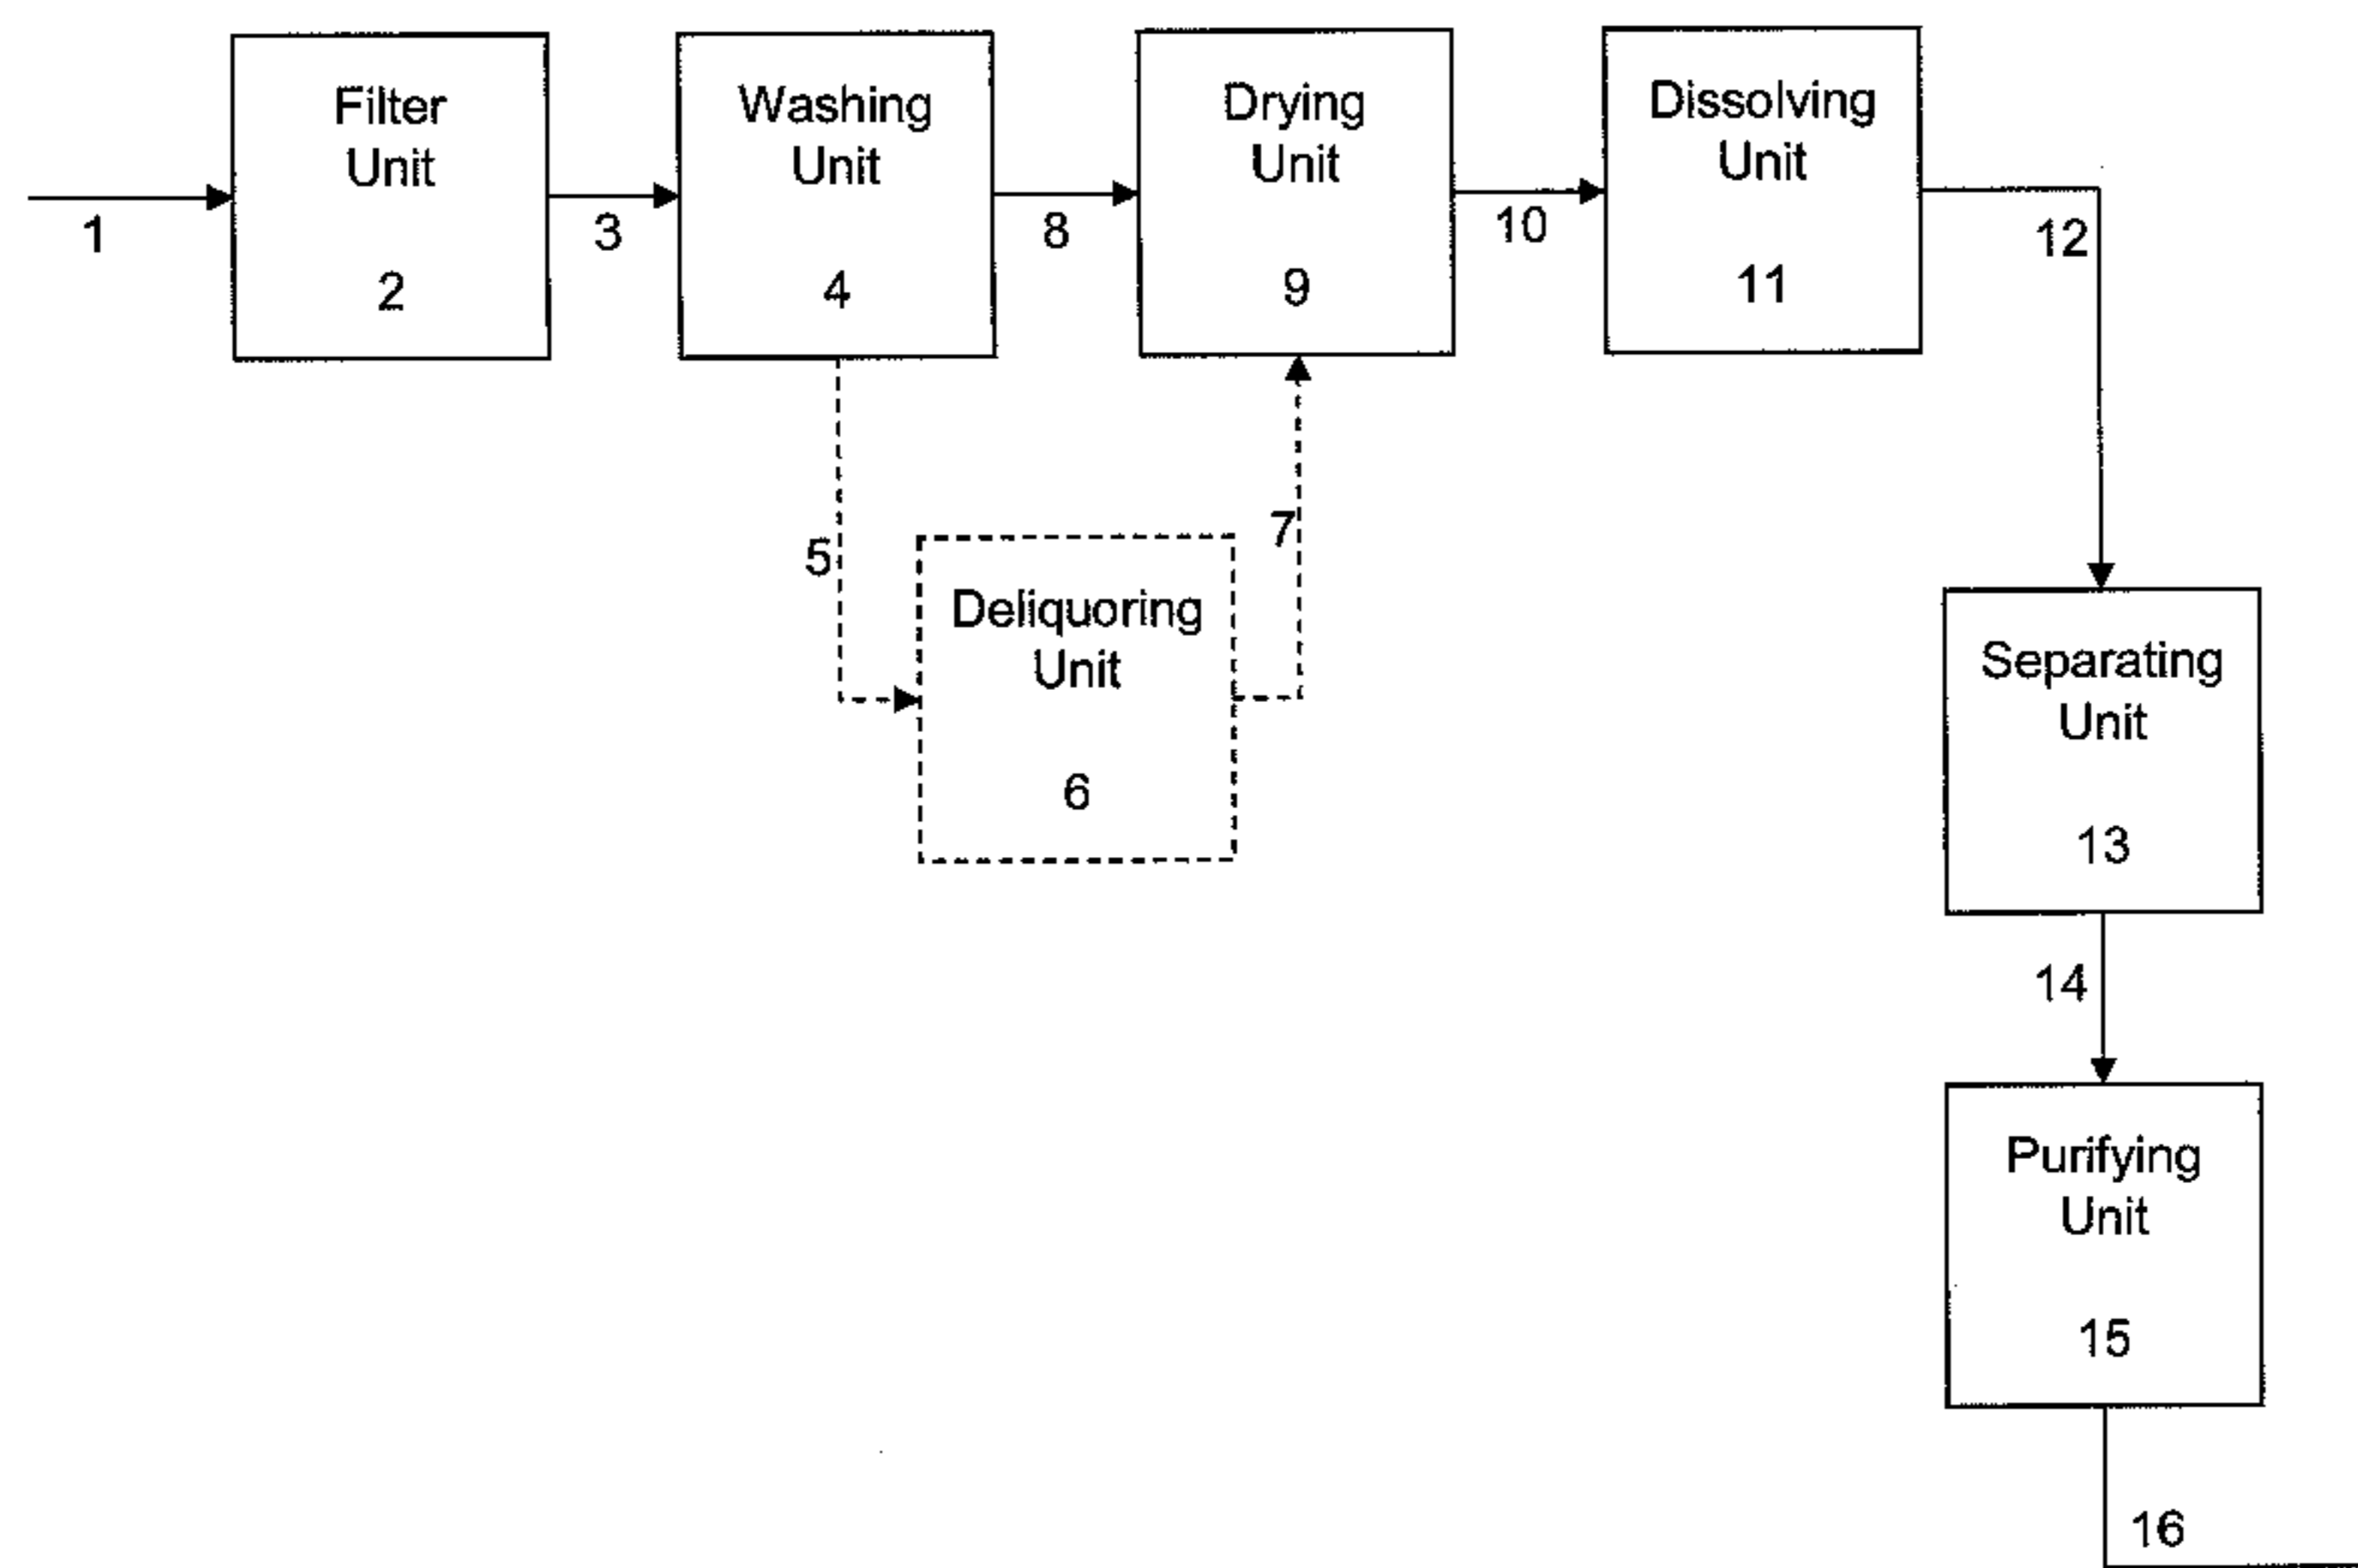 Filter
Unit
2
Washing
Unit
4
Drying
Unit
9
Dissolving
Unit
11
1
3
8
10
12
5
7
Deliquoring
Unit
6
Separating
Unit
13
14
Purifying
Unit
15
16